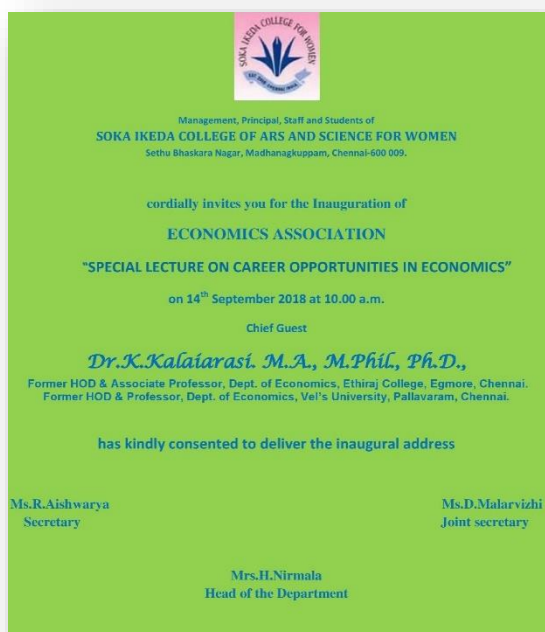 SOKA IKEDA COLLEGE FOR WOMEN
Management, Principal, Staff and Students of
SOKA IKEDA COLLEGE OF ARS AND SCIENCE FOR WOMEN
Sethu Bhaskara Nagar, Madhanagkuppam, Chennai-600 009.
cordially invites you for the Inauguration of
ECONOMICS ASSOCIATION
“SPECIAL LECTURE ON CAREER OPPORTUNITIES IN ECONOMICS”
on 14th September 2018 at 10.00 a.m.
Chief Guest
Dr.K.Kalaiarasi. M.A., M.Phil., Ph.D.,
Former HOD & Associate Professor, Dept. of Economics, Ethiraj College, Egmore, Chennai.
Former HOD & Professor, Dept. of Economics, Vel's University, Pallavaram, Chennai.
has kindly consented to deliver the inaugural address
Ms.R.Aishwarya
Secretary
Ms.D.Malarvizhi
Joint secretary
Mrs.H.Nirmala
Head of the Department